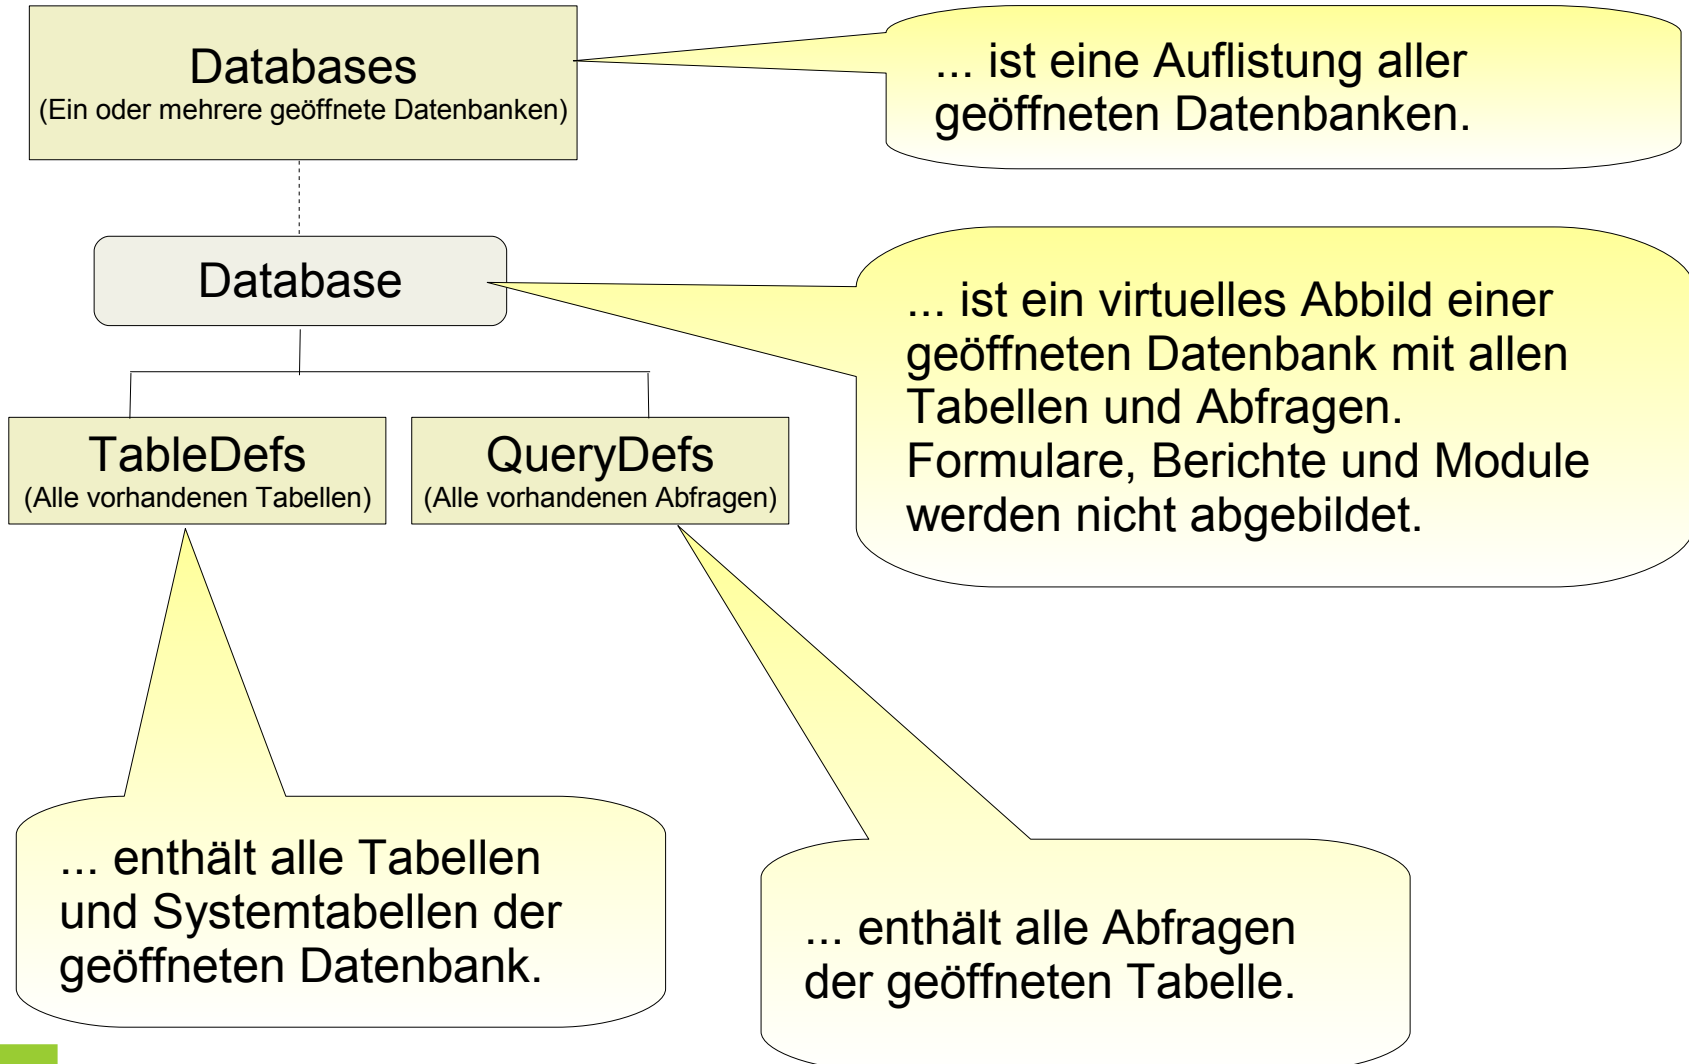 Databases
(Ein oder mehrere geöffnete Datenbanken)
... ist eine Auflistung aller
geöffneten Datenbanken.
Database
... ist ein virtuelles Abbild einer
geöffneten Datenbank mit allen
Tabellen und Abfragen.
Formulare, Berichte und Module
werden nicht abgebildet.
TableDefs
(Alle vorhandenen Tabellen)
QueryDefs
(Alle vorhandenen Abfragen)
... enthält alle Tabellen
und Systemtabellen der
geöffneten Datenbank.
... enthält alle Abfragen
der geöffneten Tabelle.